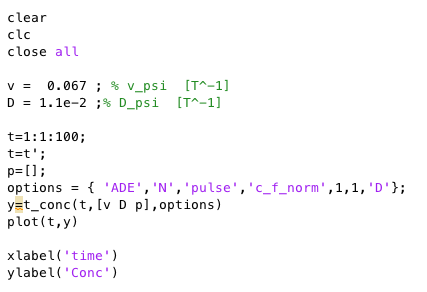 clear
clc
close all
v =  0.067 ; % v_psi  [T^-1]
D = 1.1e-2 ;% D_psi  [T^-1]
t=1:1:100;
t=t';
p=[];
options = { 'ADE','N','pulse','c_f_norm',1,1,'D'};
y=t_conc(t,[v D p],options)
plot(t,y)
xlabel('time')
ylabel('Conc')